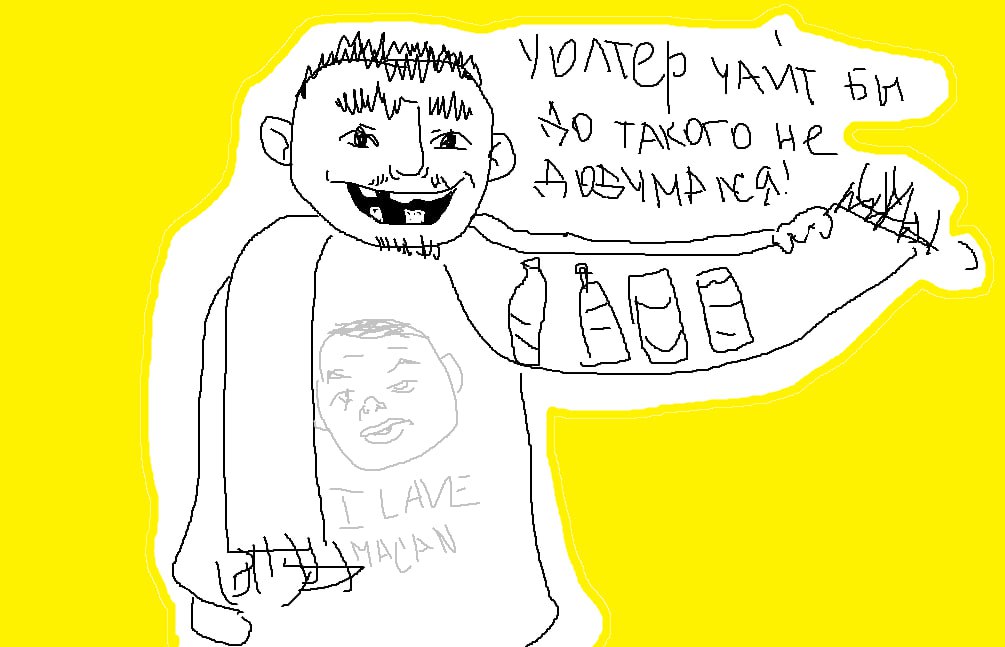 УОЛТЕР УАЙТ БЫ
ДО ТАКОГО НЕ
ДОДУМАЛСЯ!
I LAVE
MACAN